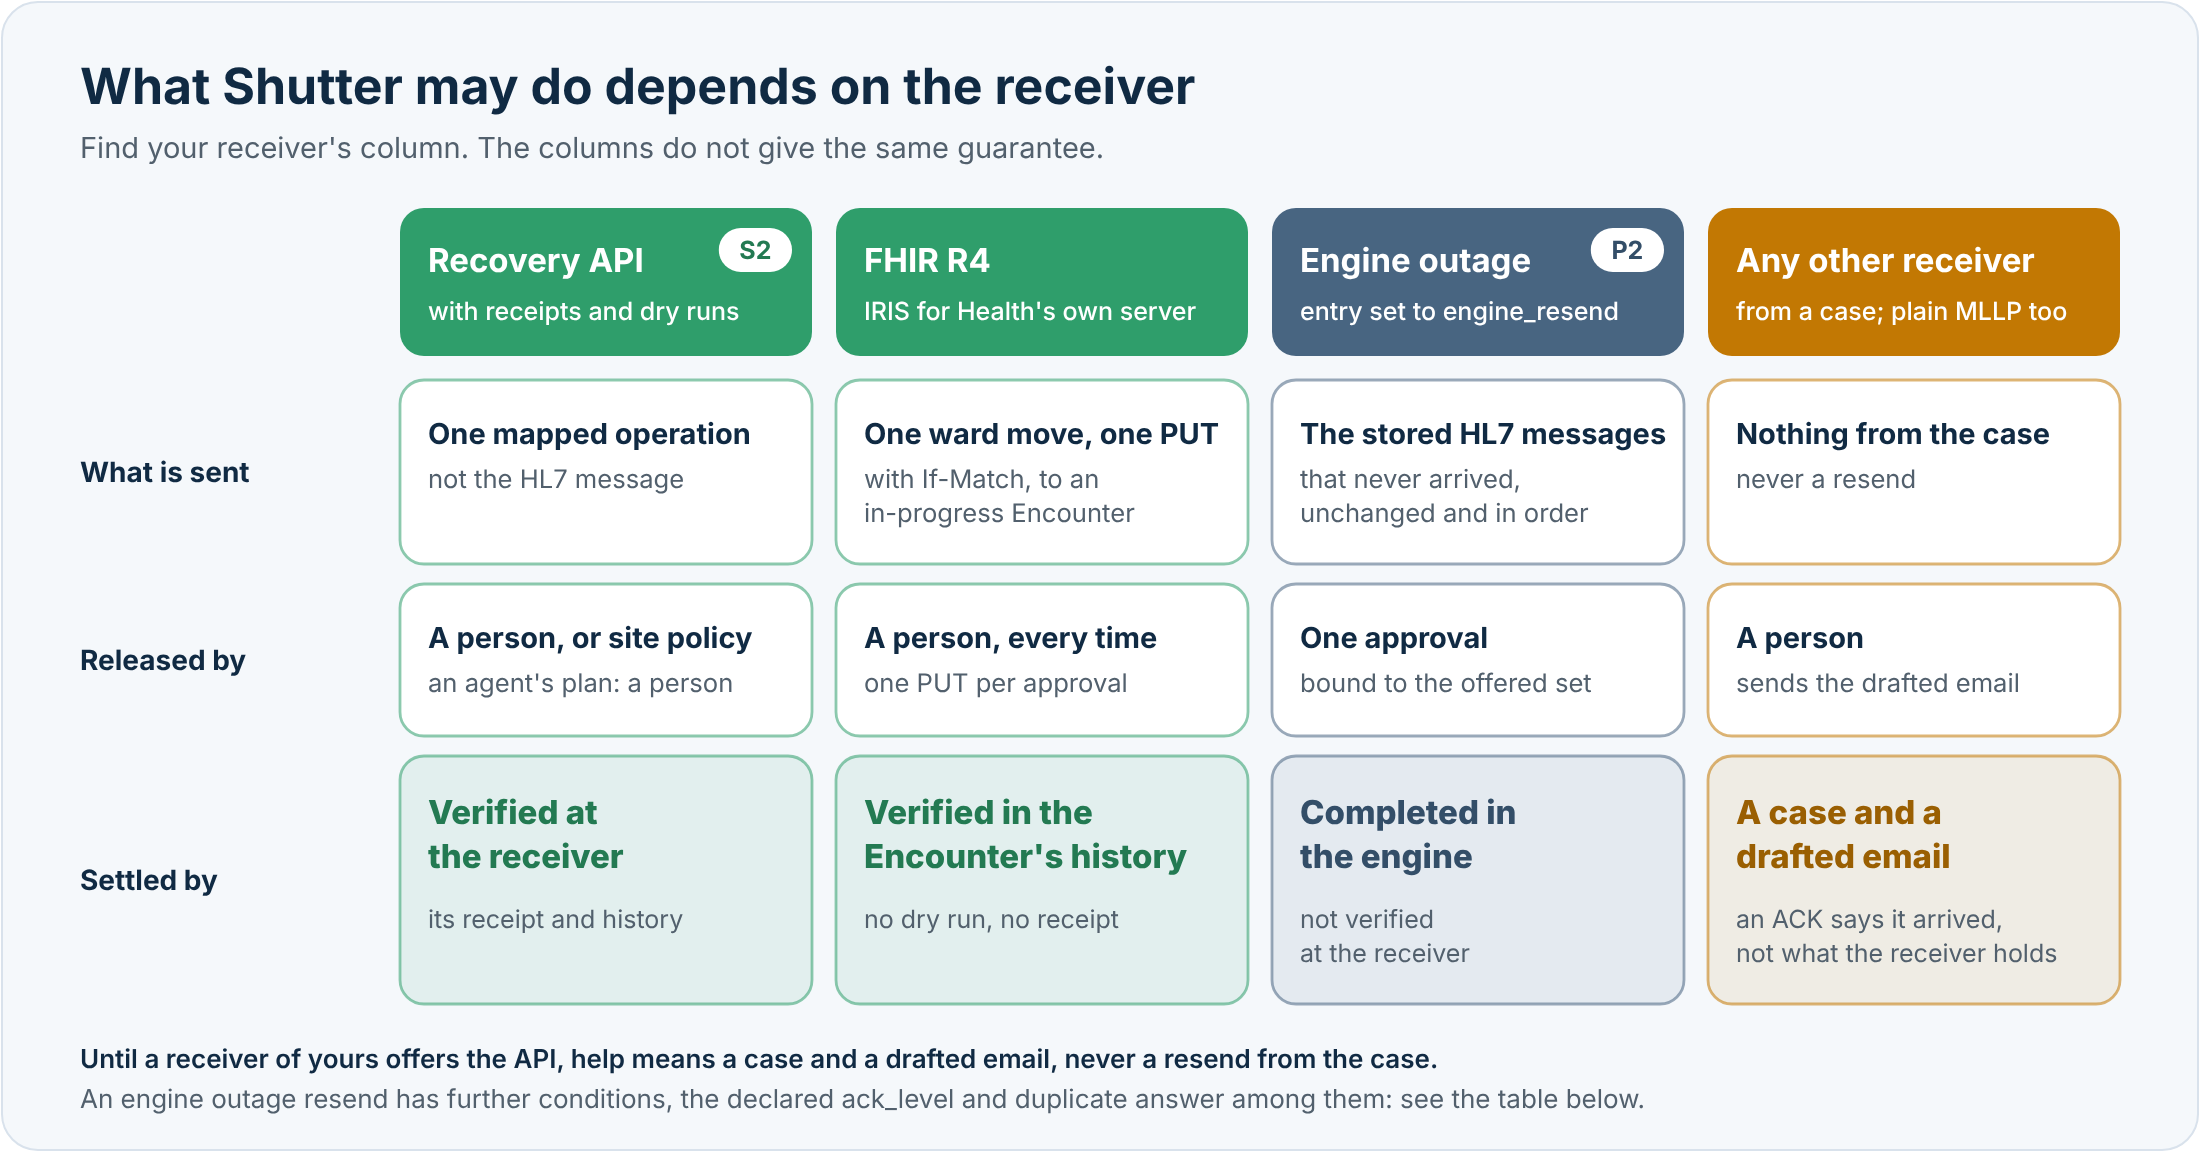 What Shutter may do depends on the receiver
Find your receiver's column. The columns do not give the same guarantee.
Recovery API
S2
with receipts and dry runs
FHIR R4
IRIS for Health's own server
Engine outage
P2
entry set to engine_resend
Any other receiver
from a case; plain MLLP too
What is sent
One mapped operation
not the HL7 message
One ward move, one PUT
with If-Match, to an
in-progress Encounter
The stored HL7 messages
that never arrived,
unchanged and in order
Nothing from the case
never a resend
Released by
A person, or site policy
an agent's plan: a person
A person, every time
one PUT per approval
One approval
bound to the offered set
A person
sends the drafted email
Settled by
Verified at
the receiver
its receipt and history
Verified in the
Encounter's history
no dry run, no receipt
Completed in
the engine
not verified
at the receiver
A case and a
drafted email
an ACK says it arrived,
not what the receiver holds
Until a receiver of yours offers the API, help means a case and a drafted email, never a resend from the case.
An engine outage resend has further conditions, the declared ack_level and duplicate answer among them: see the table below.